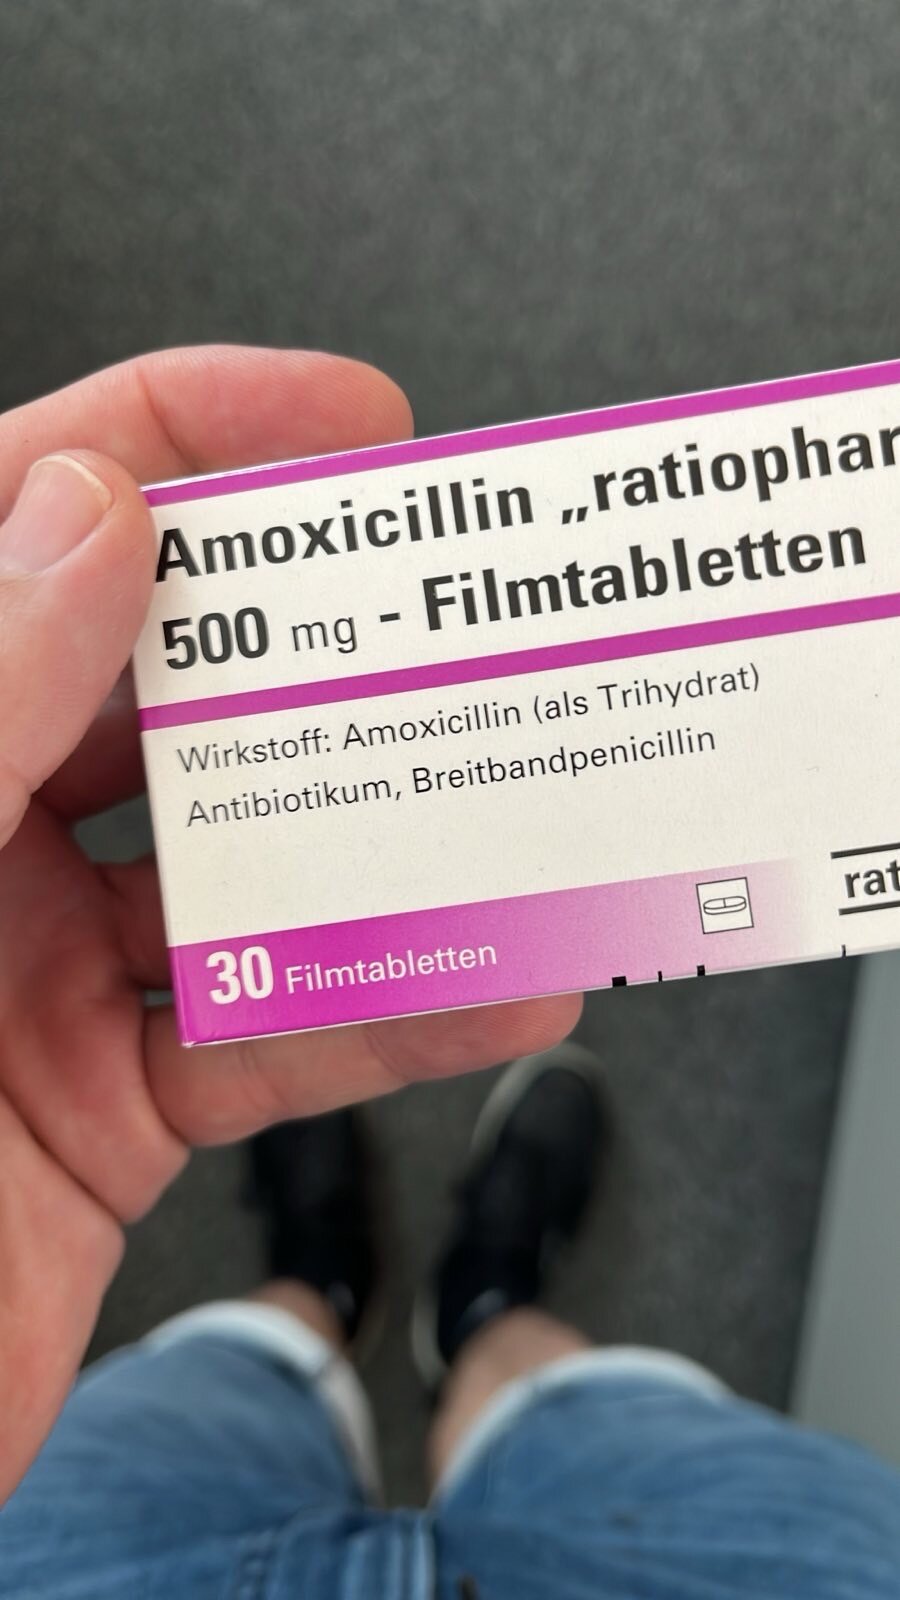 Amoxicillin „ratiophar
500 mg - Filmtabletten
Wirkstoff: Amoxicillin (als Trihydrat)
Antibiotikum, Breitbandpenicillin
rat
30 Filmtabletten